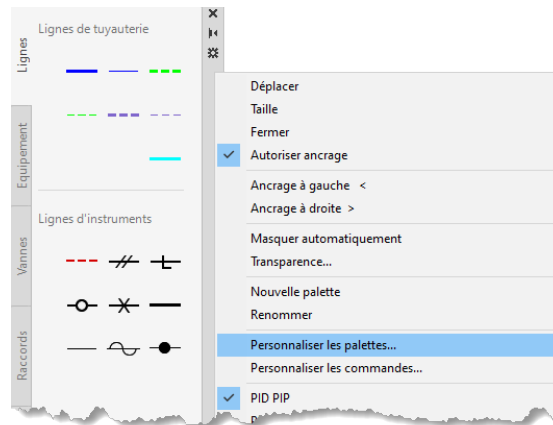 Lignes de tuyauterie
Lignes
Equipement
Lignes d'instruments
Vannes
Raccords
Déplacer
Taille
Fermer
Autoriser ancrage
Ancrage à gauche <
Ancrage à droite >
Masquer automatiquement
Transparence...
Nouvelle palette
Renommer
Personnaliser les palettes...
Personnaliser les commandes...
PID PIP